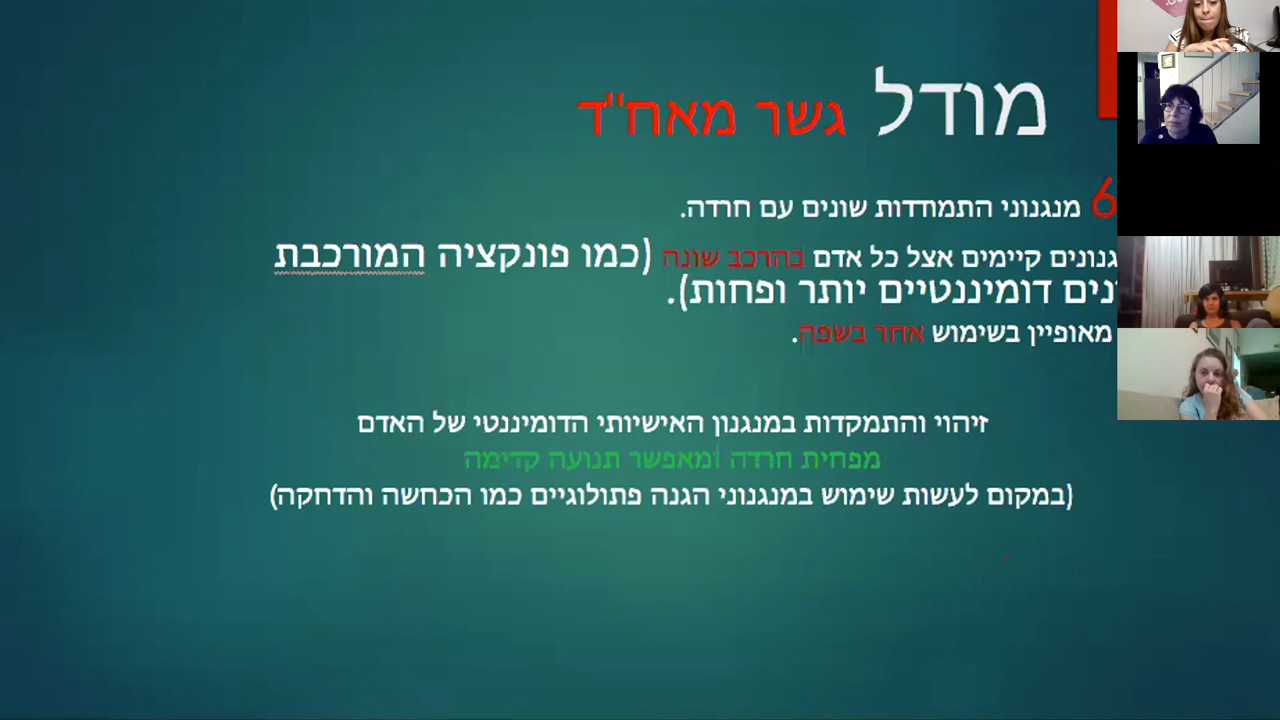 מודל גשר מאח"ד
6 מנגנוני התמודדות שונים עם חרדה.
קיימים אצל כל אדם בהרכב שונה (כמו פונקציה המורכבת
דומיננטיים יותר ופחות).
מאופיין בשימוש אחר בשפה.
זיהוי והתמקדות במנגנון האישיותי הדומיננטי של האדם
מפחית חרדה ומאפשר תנועה קדימה
(במקום לעשות שימוש במנגנוני הגנה פתולוגיים כמו הכחשה והדחקה)